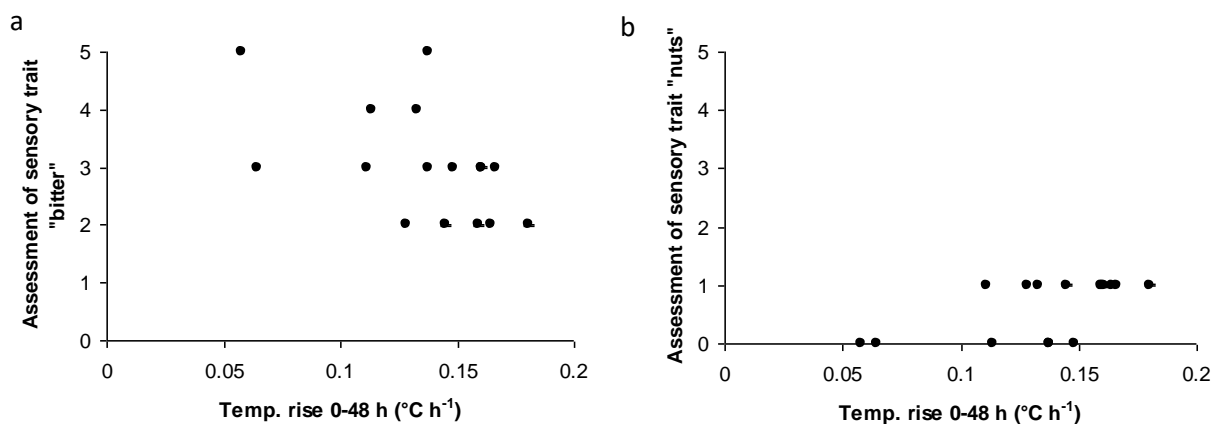 a
Assessment of sensory trait
"bitter"
5
4
3
2
1
0
0 0.05 0.1 0.15 0.2
Temp. rise 0-48 h (°C h⁻¹)
b
Assessment of sensory trait "nuts"
5
4
3
2
1
0
0 0.05 0.1 0.15 0.2
Temp. rise 0-48 h (°C h⁻¹)